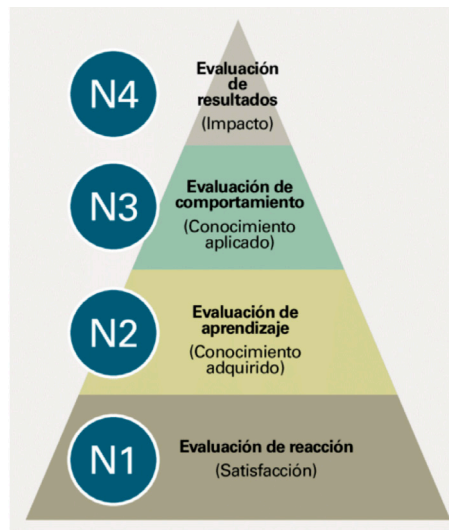 N4
Evaluación
de
resultados
(Impacto)
N3
Evaluación de
comportamiento
(Conocimiento
aplicado)
N2
Evaluación de
aprendizaje
(Conocimiento
adquirido)
N1
Evaluación de reacción
(Satisfacción)